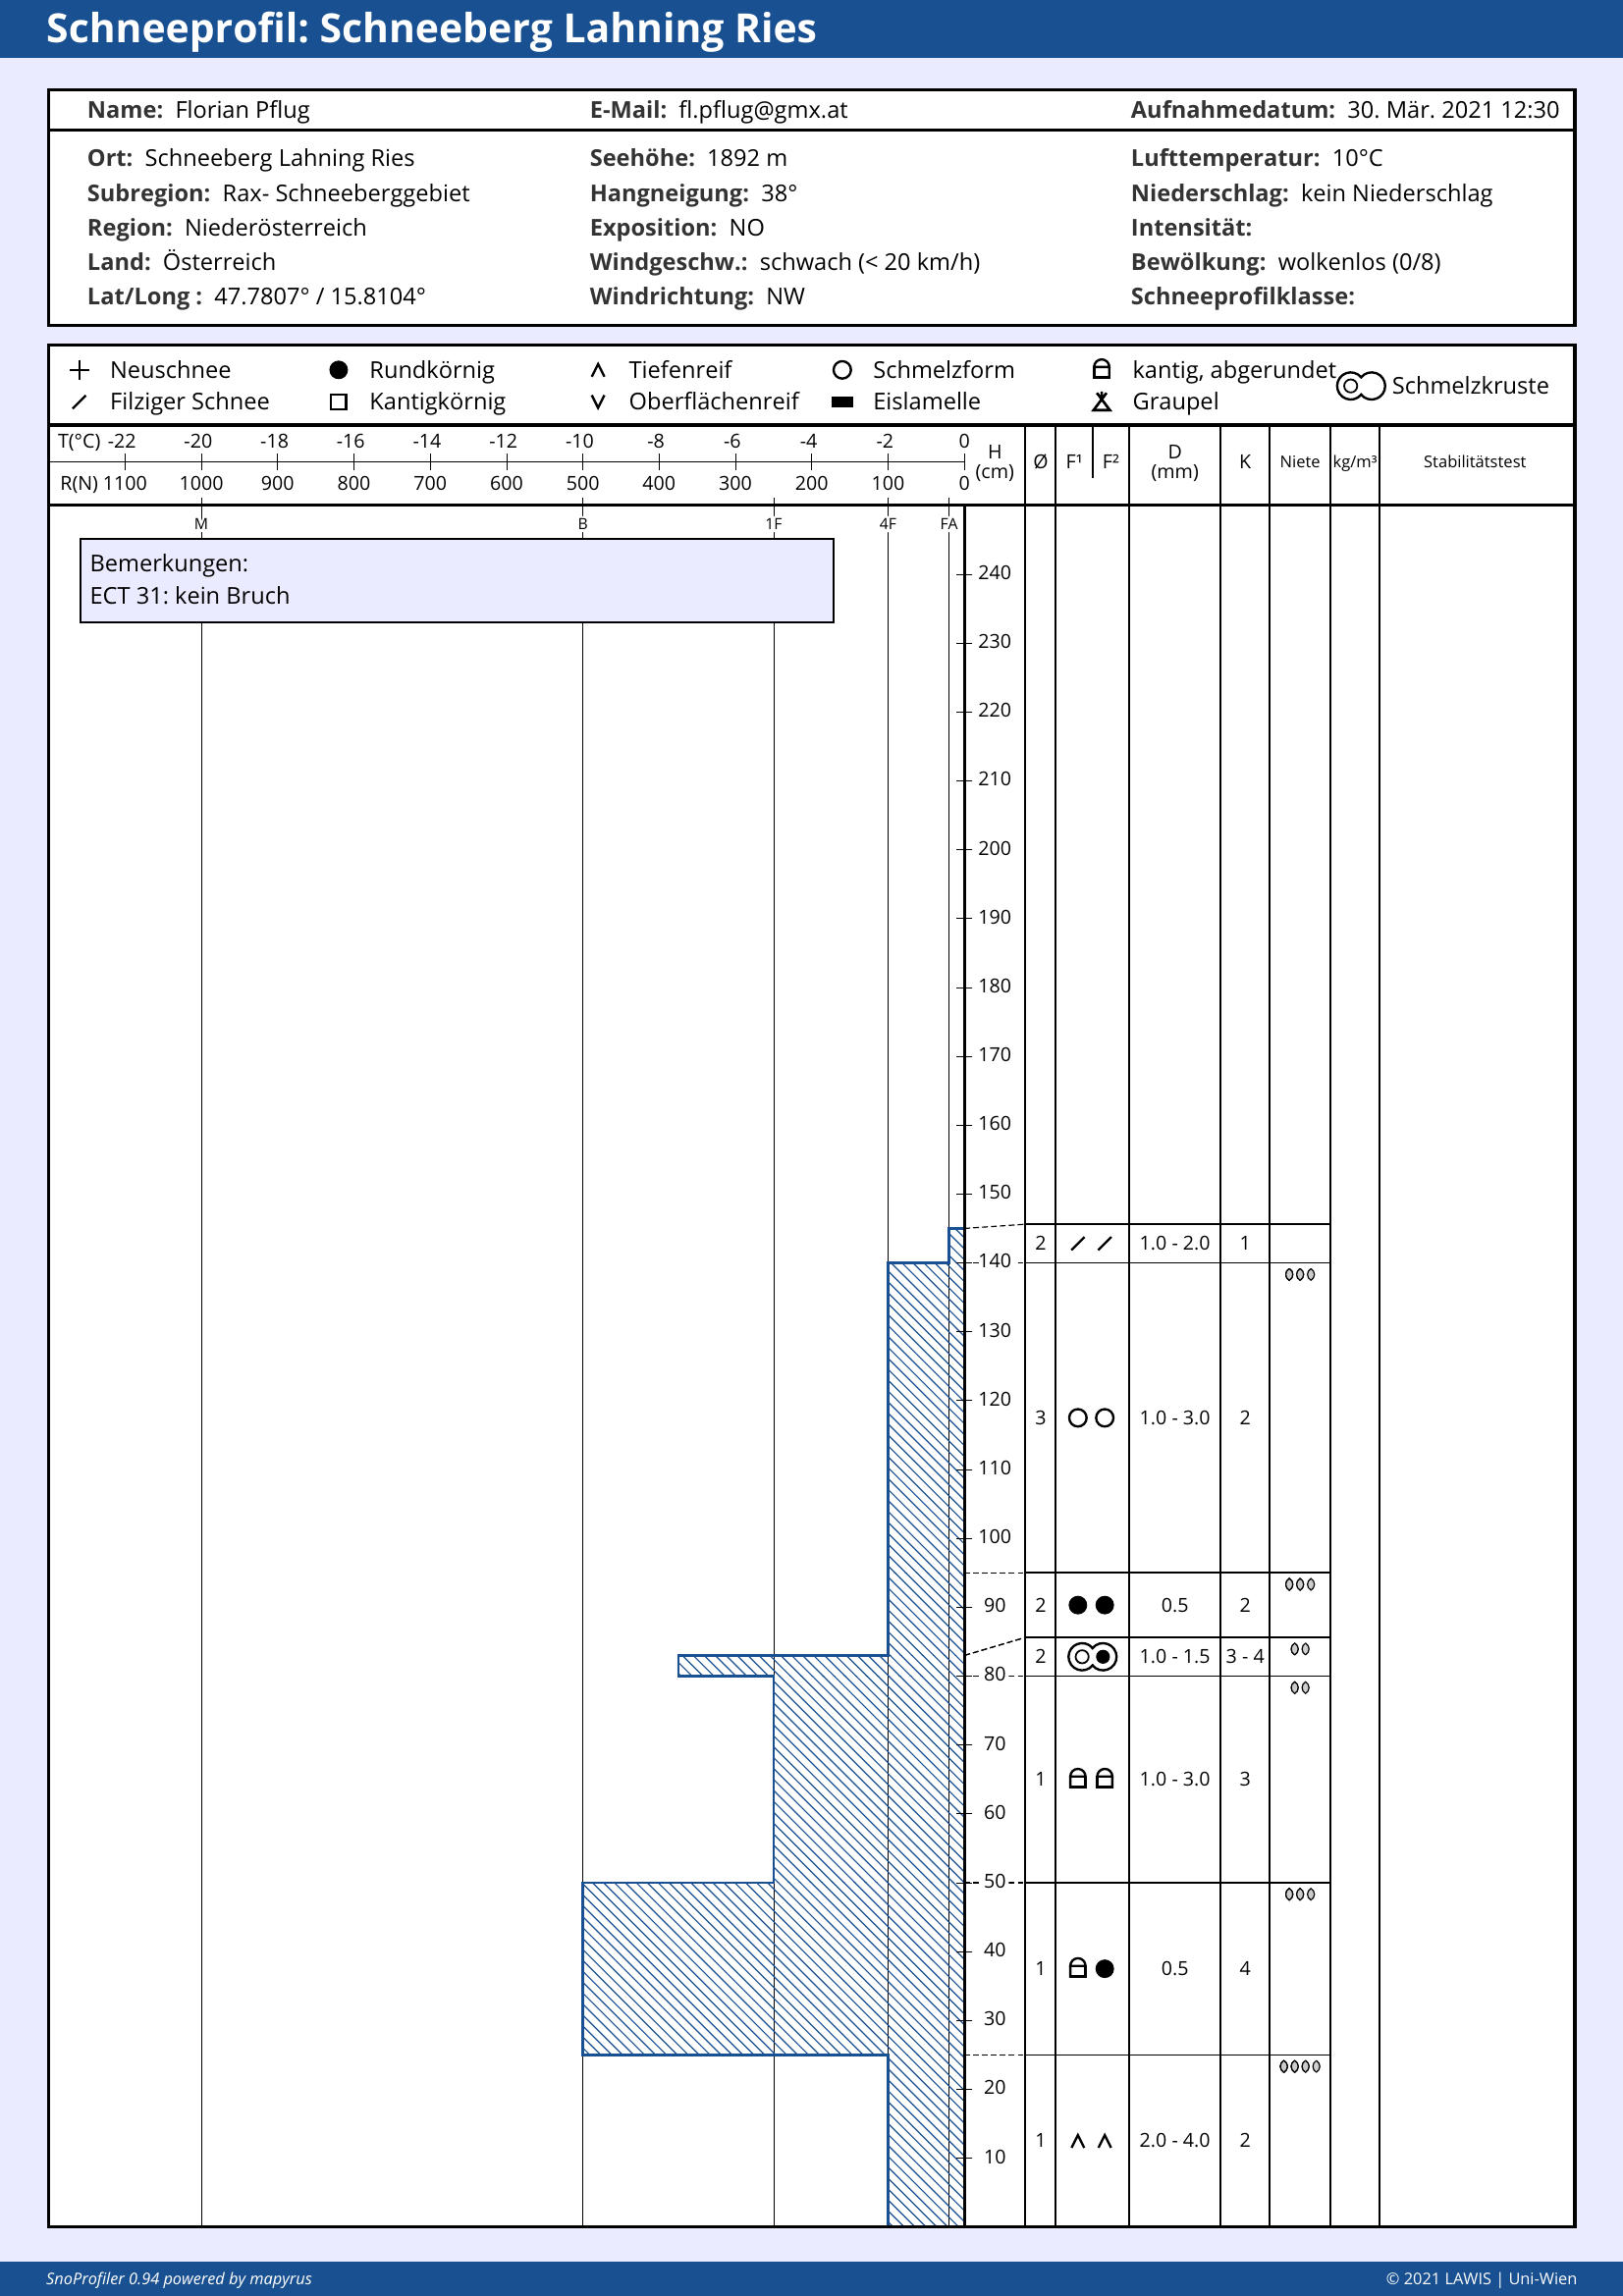 Schneeprofil: Schneeberg Lahning Ries
Name: Florian Pflug E-Mail: fl.pflug@gmx.at Aufnahmedatum: 30. Mär. 2021 12:30
Ort: Schneeberg Lahning Ries Seehöhe: 1892 m Lufttemperatur: 10°C
Subregion: Rax- Schneeberggebiet Hangneigung: 38° Niederschlag: kein Niederschlag
Region: Niederösterreich Exposition: NO Intensität:
Land: Österreich Windgeschw.: schwach (< 20 km/h) Bewölkung: wolkenlos (0/8)
Lat/Long : 47.7807° / 15.8104° Windrichtung: NW Schneeprofilklasse:
Neuschnee Rundkörnig Tiefenreif Schmelzform kantig, abgerundet Schmelzkruste
Filziger Schnee Kantigkörnig Oberflächenreif Eislamelle Graupel
T(°C) -22 -20 -18 -16 -14 -12 -10 -8 -6 -4 -2 0
H (cm) Ø F¹ F² D (mm) K Niete kg/m³ Stabilitätstest
R(N) 1100 1000 900 800 700 600 500 400 300 200 100 0
M B 1F 4F FA
Bemerkungen:
ECT 31: kein Bruch
240
230
220
210
200
190
180
170
160
150
2 1.0 - 2.0 1
140
130
120
3 1.0 - 3.0 2
110
100
90 2 0.5 2
2 1.0 - 1.5 3 - 4
80
70
1 1.0 - 3.0 3
60
50
40
1 0.5 4
30
20
1 2.0 - 4.0 2
10
SnoProfiler 0.94 powered by mapyrus © 2021 LAWIS | Uni-Wien